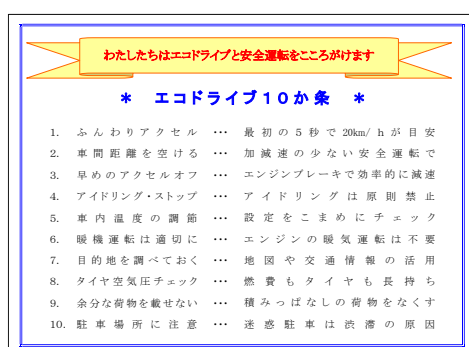 わたしたちはエコドライブと安全運転をこころがけます
* エコドライブ10か条 *
1. ふんわりアクセル … 最初の5秒で20km/hが目安
2. 車間距離を空ける … 加減速の少ない安全運転で
3. 早めのアクセルオフ … エンジンブレーキで効率的に減速
4. アイドリング・ストップ … アイドリングは原則禁止
5. 車内温度の調節 … 設定をこまめにチェック
6. 暖機運転は適切に … エンジンの暖気運転は不要
7. 目的地を調べておく … 地図や交通情報の活用
8. タイヤ空気圧チェック … 燃費もタイヤも長持ち
9. 余分な荷物を載せない … 積みっぱなしの荷物をなくす
10. 駐車場所に注意 … 迷惑駐車は渋滞の原因